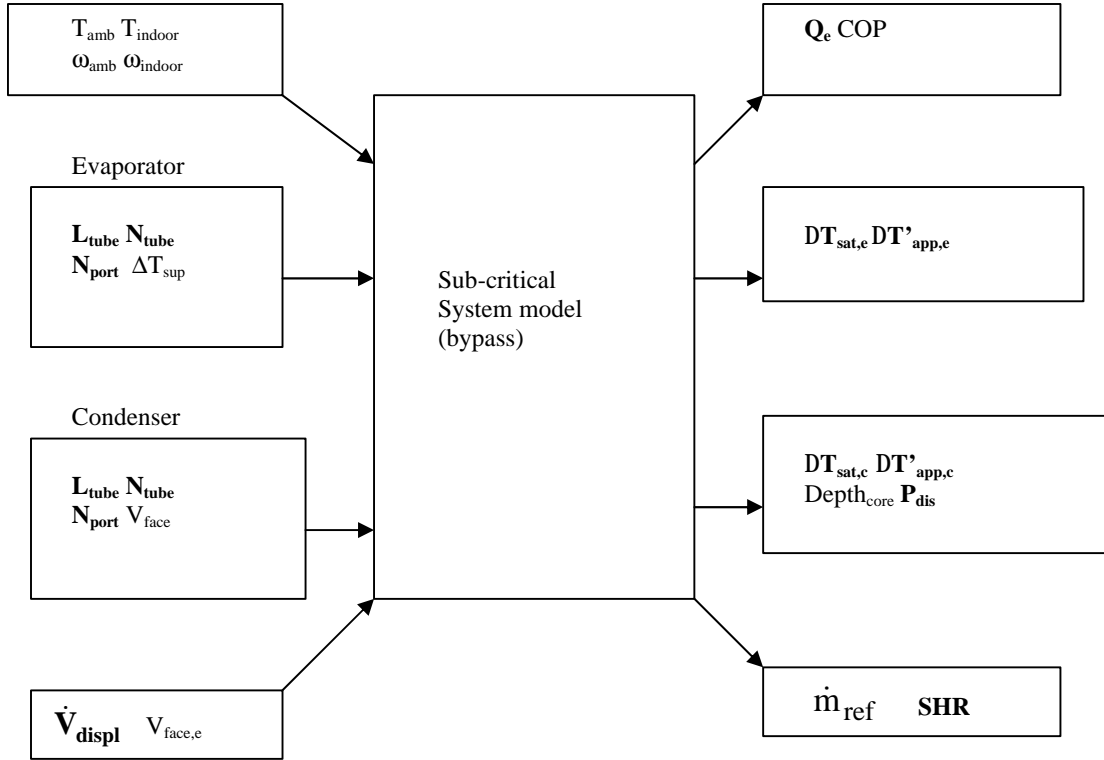 T_amb T_indoor
ω_amb ω_indoor
Evaporator
L_tube N_tube
N_port ΔT_sup
Condenser
L_tube N_tube
N_port V_face
V̇_displ V_face,e
Sub-critical
System model
(bypass)
Q_e COP
DT_sat,e DT’_app,e
DT_sat,c DT’_app,c
Depth_core P_dis
ṁ_ref SHR